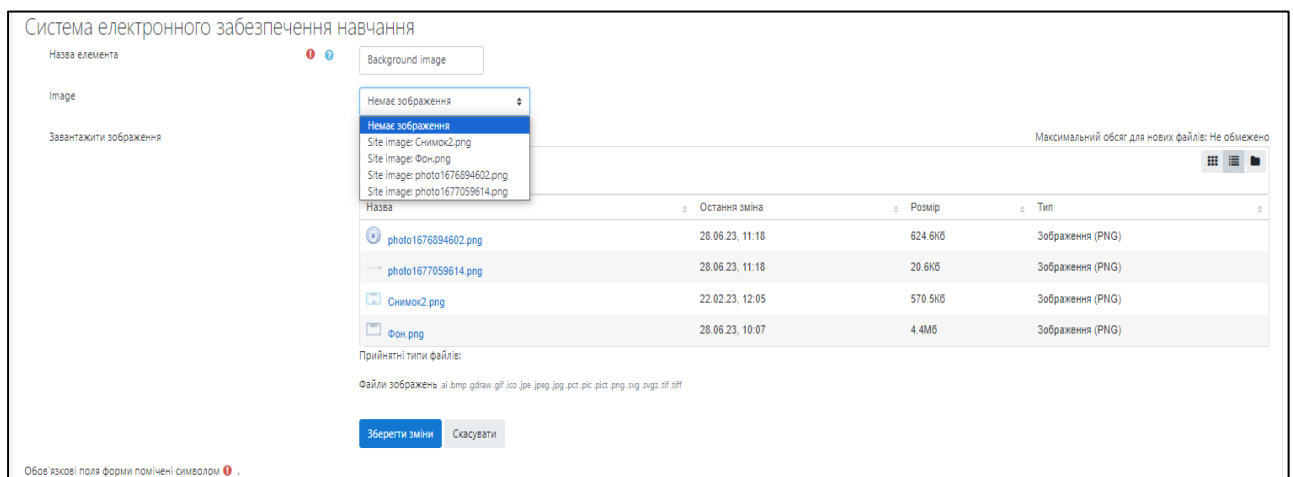 Система електронного забезпечення навчання
Назва елемента
Background image
Image
Немає зображення
Немає зображення
Site image: Снимок2.png
Site image: Фон.png
Site image: photo1676894602.png
Site image: photo1677059614.png
Завантажити зображення
Максимальний обсяг для нових файлів: Не обмежено
Назва Остання зміна Розмір Тип
photo1676894602.png 28.06.23, 11:18 624.6Кб Зображення (PNG)
photo1677059614.png 28.06.23, 11:18 20.6Кб Зображення (PNG)
Снимок2.png 22.02.23, 12:05 570.5Кб Зображення (PNG)
Фон.png 28.06.23, 10:07 4.4Мб Зображення (PNG)
Прийнятні типи файлів:
Файли зображень .ai .bmp .gdraw .gif .ico .jpe .jpeg .jpg .pct .pic .pict .png .svg .svgz .tif .tiff
Зберегти зміни Скасувати
Обов'язкові поля форми помічені символом .